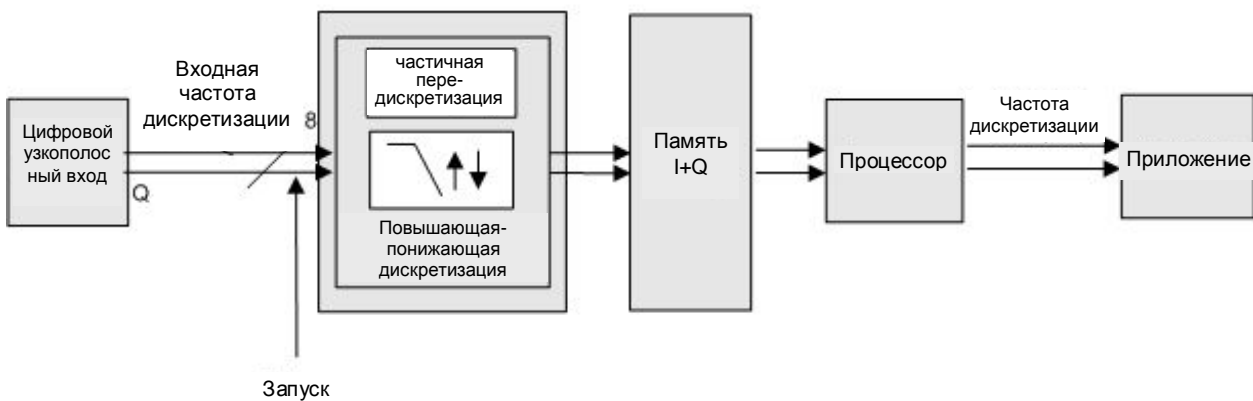 Цифровой
узкополос
ный вход
Q
Входная
частота
дискретизации
8
Запуск
частичная
пере-
дискретизация
Повышающая-
понижающая
дискретизация
Память
I+Q
Процессор
Частота
дискретизации
Приложение